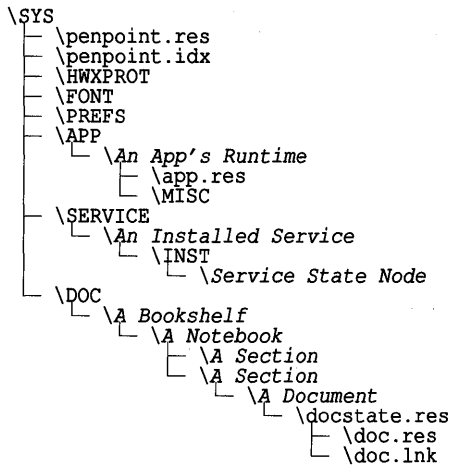 \SYS
\penpoint.res
\penpoint.idx
\HWXPROT
\FONT
\PREFS
\APP
\An App's Runtime
\app.res
\MISC
\SERVICE
\An Installed Service
\INST
\Service State Node
\DOC
\A Bookshelf
\A Notebook
\A Section
\A Section
\A Document
\docstate.res
\doc.res
\doc.lnk